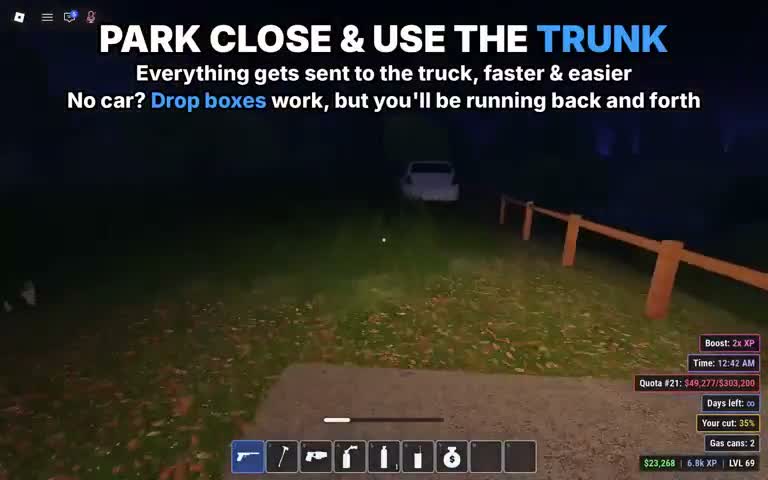 PARK CLOSE & USE THE TRUNK
Everything gets sent to the truck, faster & easier
No car? Drop boxes work, but you'll be running back and forth
Boost: 2x XP
Time: 12:42 AM
Quota #21: $49,277/$303,200
Days left: ∞
Your cut: 35%
Gas cans: 2
$23,268 | 6.8k XP | LVL 69